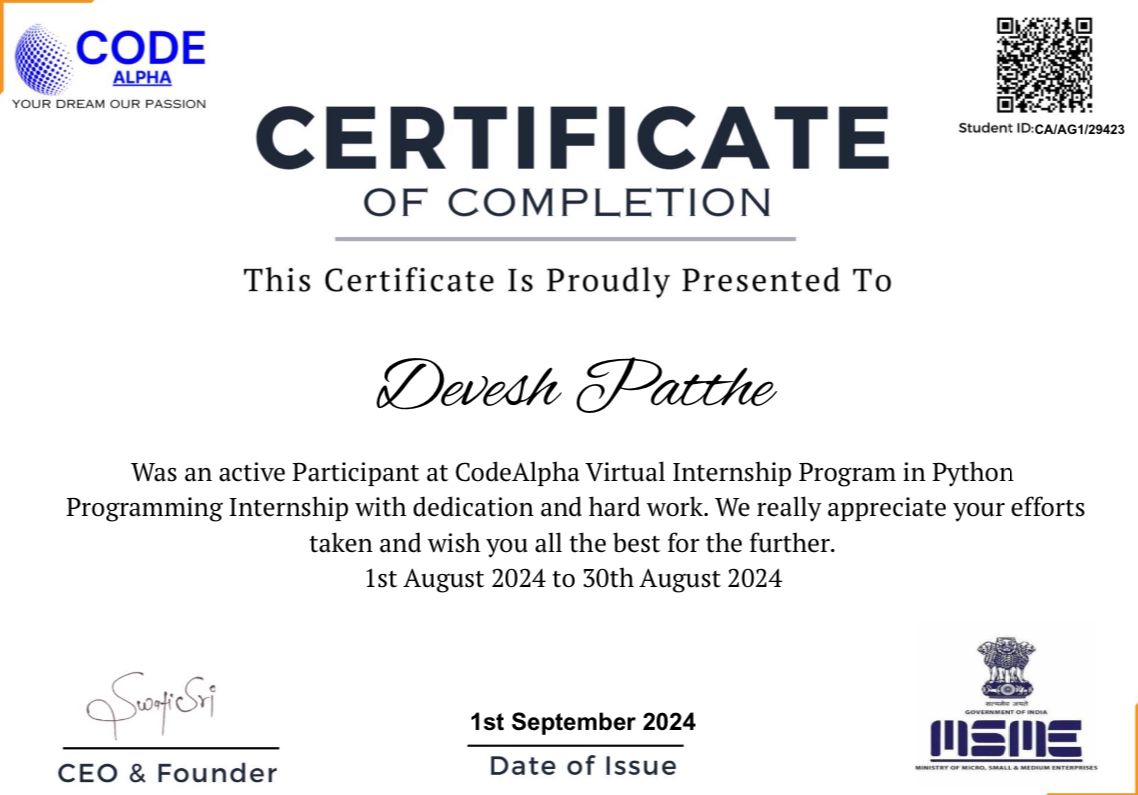 CODE
ALPHA
YOUR DREAM OUR PASSION
Student ID:CA/AG1/29423
CERTIFICATE
OF COMPLETION
This Certificate Is Proudly Presented To
Devesh Patthe
Was an active Participant at CodeAlpha Virtual Internship Program in Python
Programming Internship with dedication and hard work. We really appreciate your efforts
taken and wish you all the best for the further.
1st August 2024 to 30th August 2024
SwatiSri
CEO & Founder
1st September 2024
Date of Issue
सत्यमेव जयते
GOVERNMENT OF INDIA
MSME
MINISTRY OF MICRO, SMALL & MEDIUM ENTERPRISES